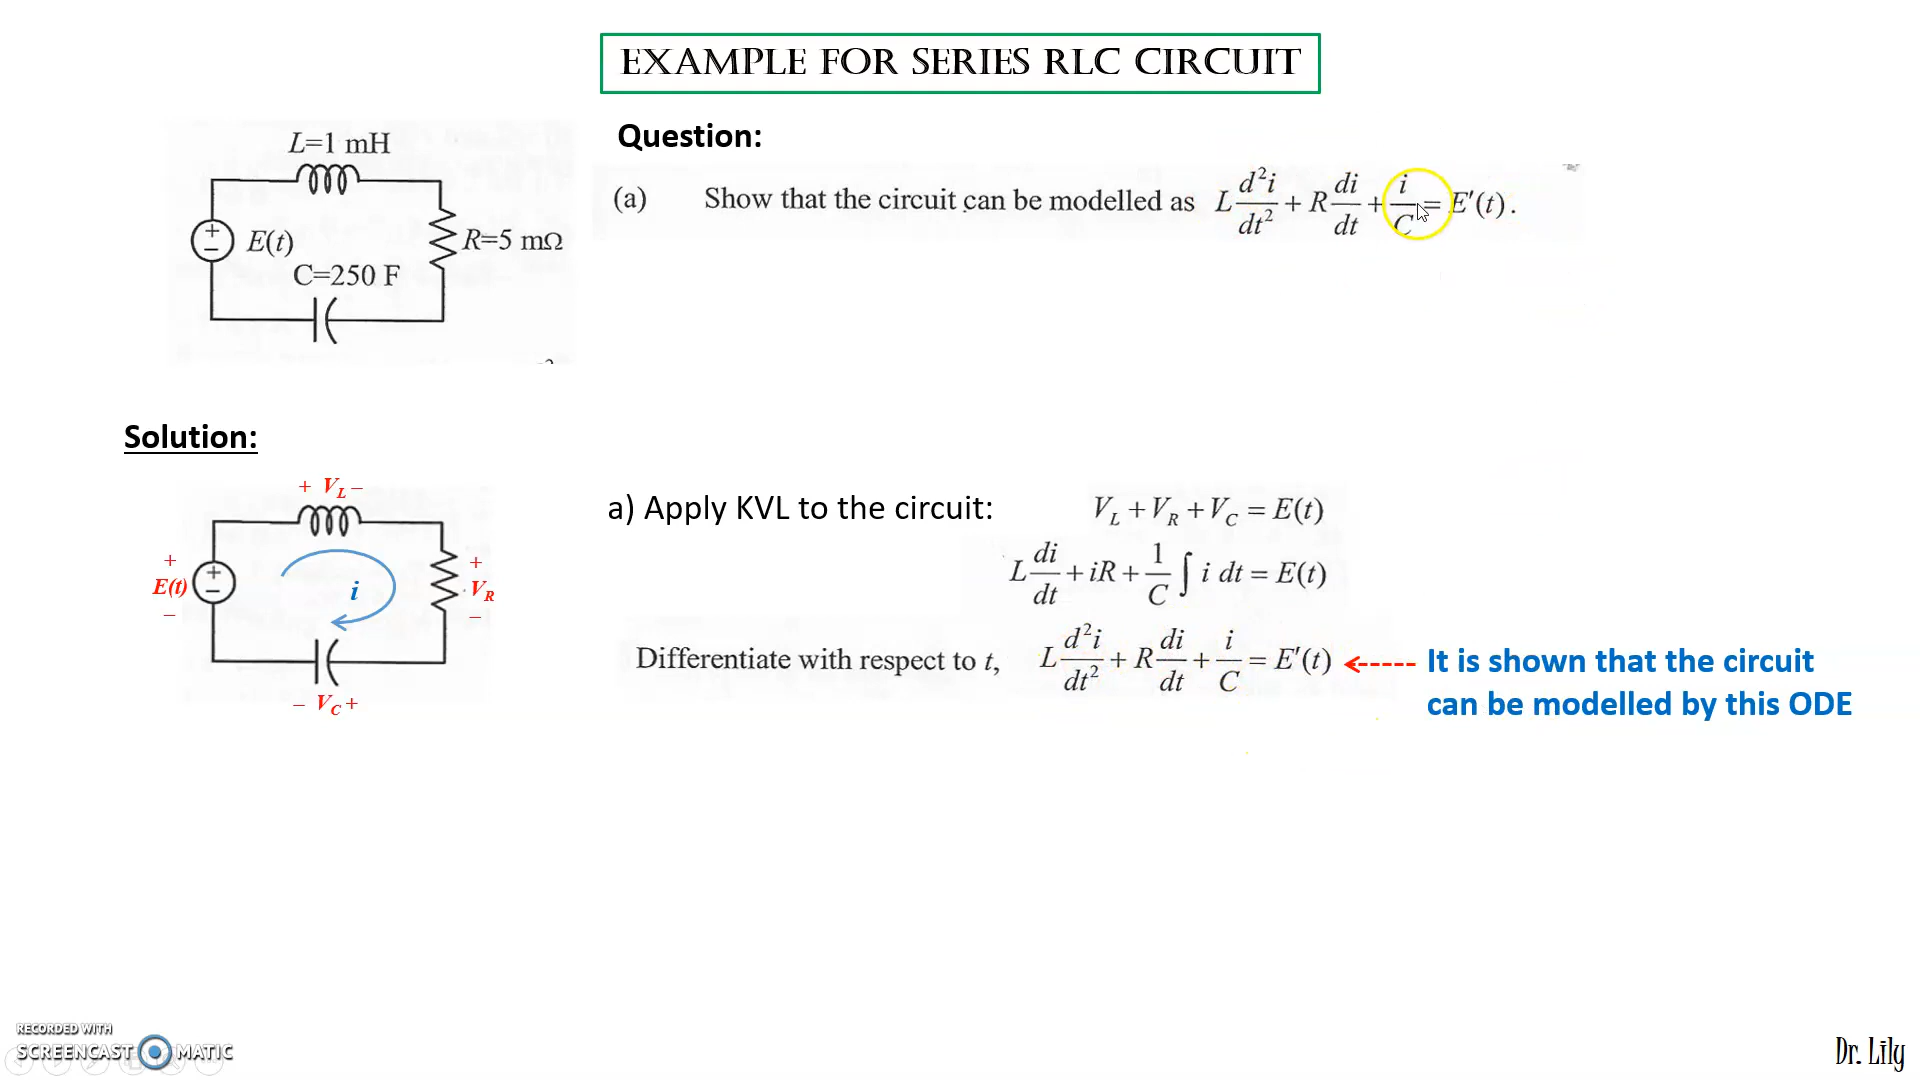 EXAMPLE FOR SERIES RLC CIRCUIT
L=1 mH
E(t)
R=5 mΩ
C=250 F
Question:
(a) Show that the circuit can be modelled as L d²i/dt² + R di/dt + i/C = E'(t).
Solution:
+ V_L –
+
E(t)
–
i
+
V_R
–
– V_C +
a) Apply KVL to the circuit: V_L + V_R + V_C = E(t)
L di/dt + iR + 1/C ∫ i dt = E(t)
Differentiate with respect to t, L d²i/dt² + R di/dt + i/C = E'(t)
It is shown that the circuit
can be modelled by this ODE
RECORDED WITH
SCREENCAST MATIC
Dr. Lily